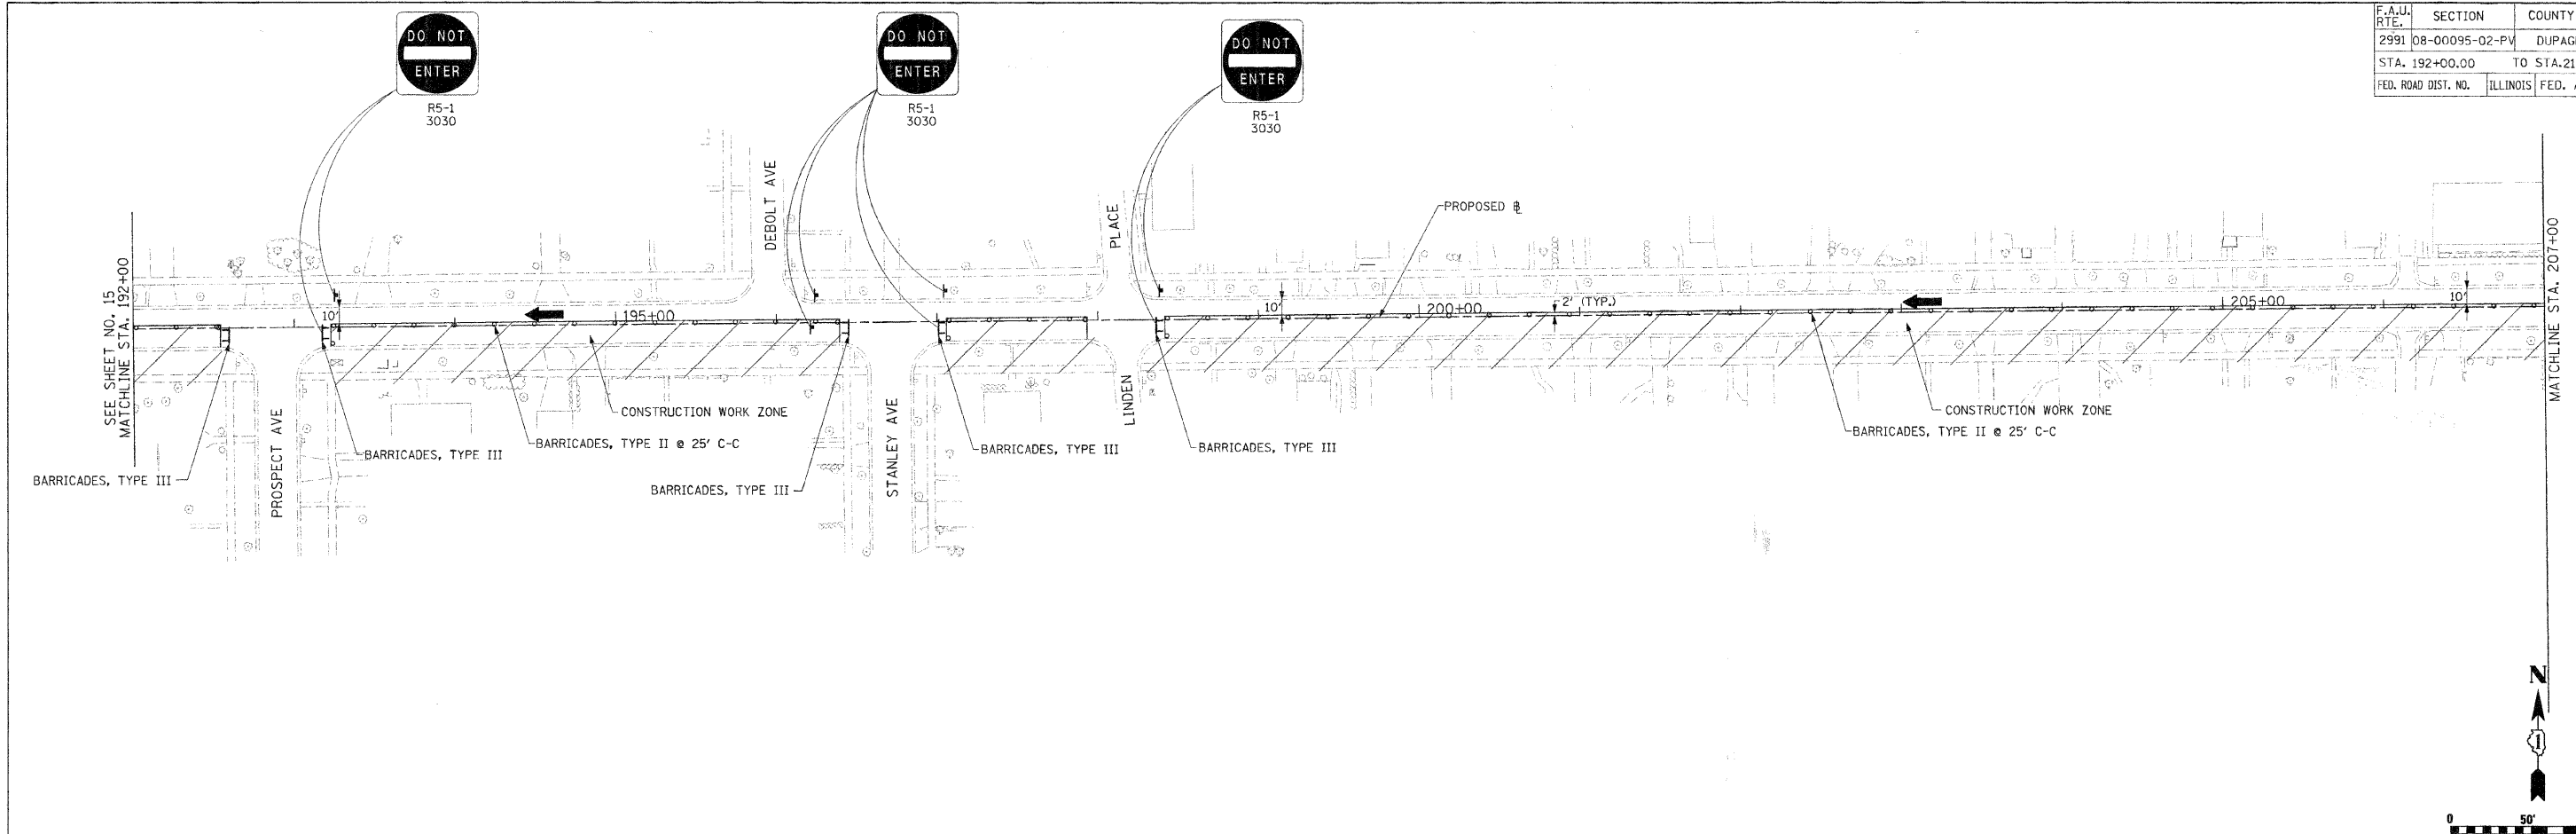 F.A.U. RTE. SECTION COUNTY
2991 08-00095-02-PV DUPAG
STA. 192+00.00 TO STA.21
FED. ROAD DIST. NO. ILLINOIS FED.
DO NOT
ENTER
R5-1
3030
DO NOT
ENTER
R5-1
3030
DO NOT
ENTER
R5-1
3030
DEBOLT AVE
PLACE
PROPOSED ℄
SEE SHEET NO. 15
MATCHLINE STA. 192+00
MATCHLINE STA. 207+00
10'
195+00
10'
200+00
2' (TYP.)
205+00
10'
PROSPECT AVE
STANLEY AVE
LINDEN
CONSTRUCTION WORK ZONE
BARRICADES, TYPE II @ 25' C-C
BARRICADES, TYPE III
BARRICADES, TYPE III
BARRICADES, TYPE III
BARRICADES, TYPE III
BARRICADES, TYPE III
CONSTRUCTION WORK ZONE
BARRICADES, TYPE II @ 25' C-C
N
1
0 50'